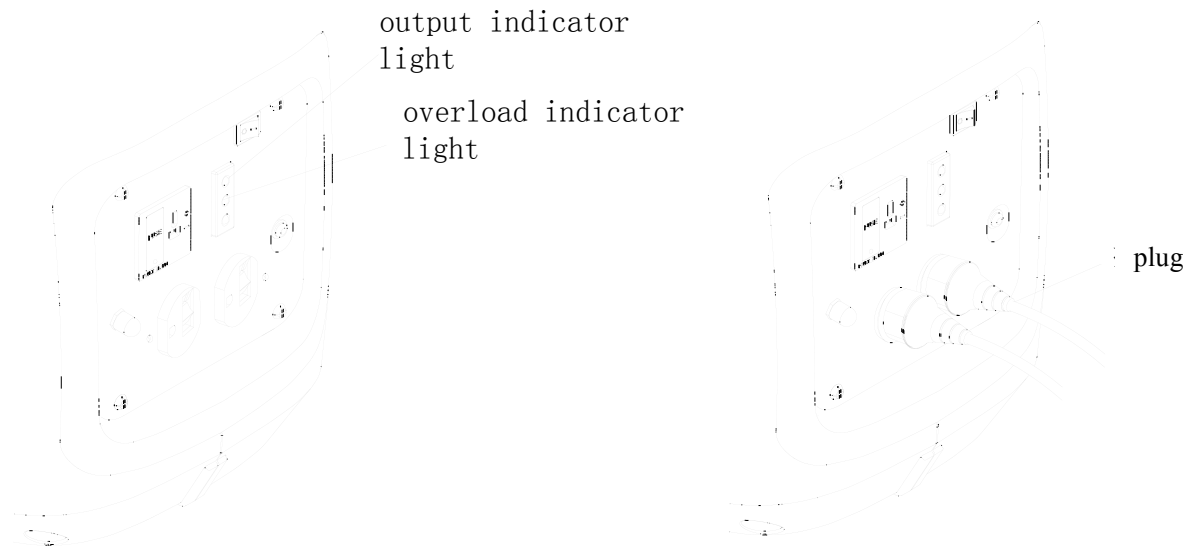 output indicator
light
overload indicator
light
plug